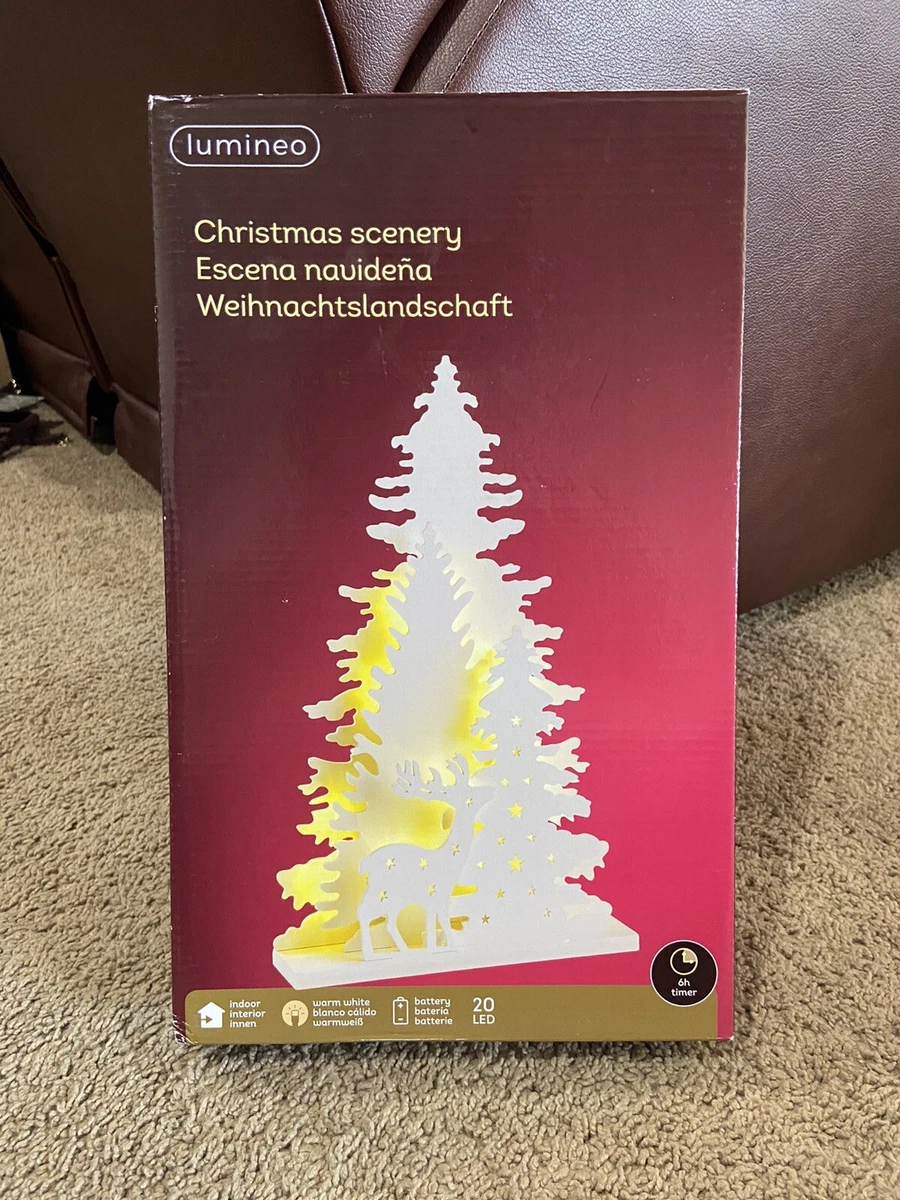 lumineo
Christmas scenery
Escena navideña
Weihnachtslandschaft
6h
timer
indoor
interior
innen
warm white
blanco cálido
warmweiß
battery
batería
batterie
20
LED